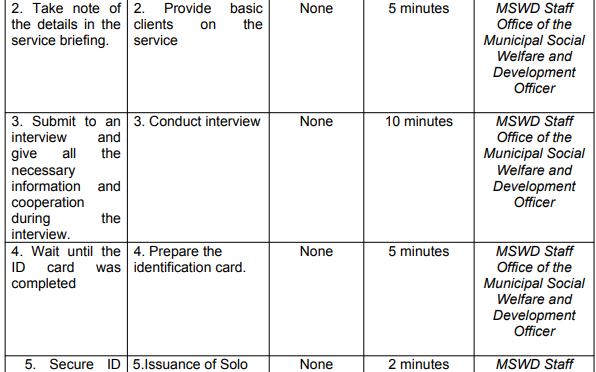 2. Take note of
the details in the
service briefing.
2. Provide basic
clients on the
service
None
5 minutes
MSWD Staff
Office of the
Municipal Social
Welfare and
Development
Officer
3. Submit to an
interview and
give all the
necessary
information and
cooperation
during the
interview.
3. Conduct interview
None
10 minutes
MSWD Staff
Office of the
Municipal Social
Welfare and
Development
Officer
4. Wait until the
ID card was
completed
4. Prepare the
identification card.
None
5 minutes
MSWD Staff
Office of the
Municipal Social
Welfare and
Development
Officer
5. Secure ID
5.Issuance of Solo
None
2 minutes
MSWD Staff